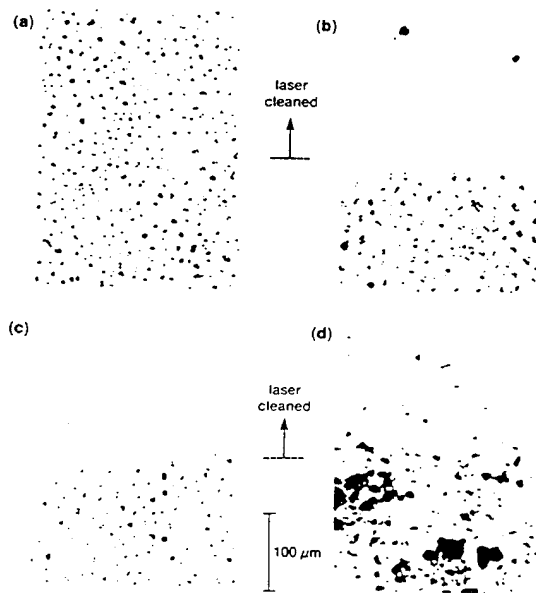 (a)
(b)
laser
cleaned
(c)
(d)
laser
cleaned
100 μm